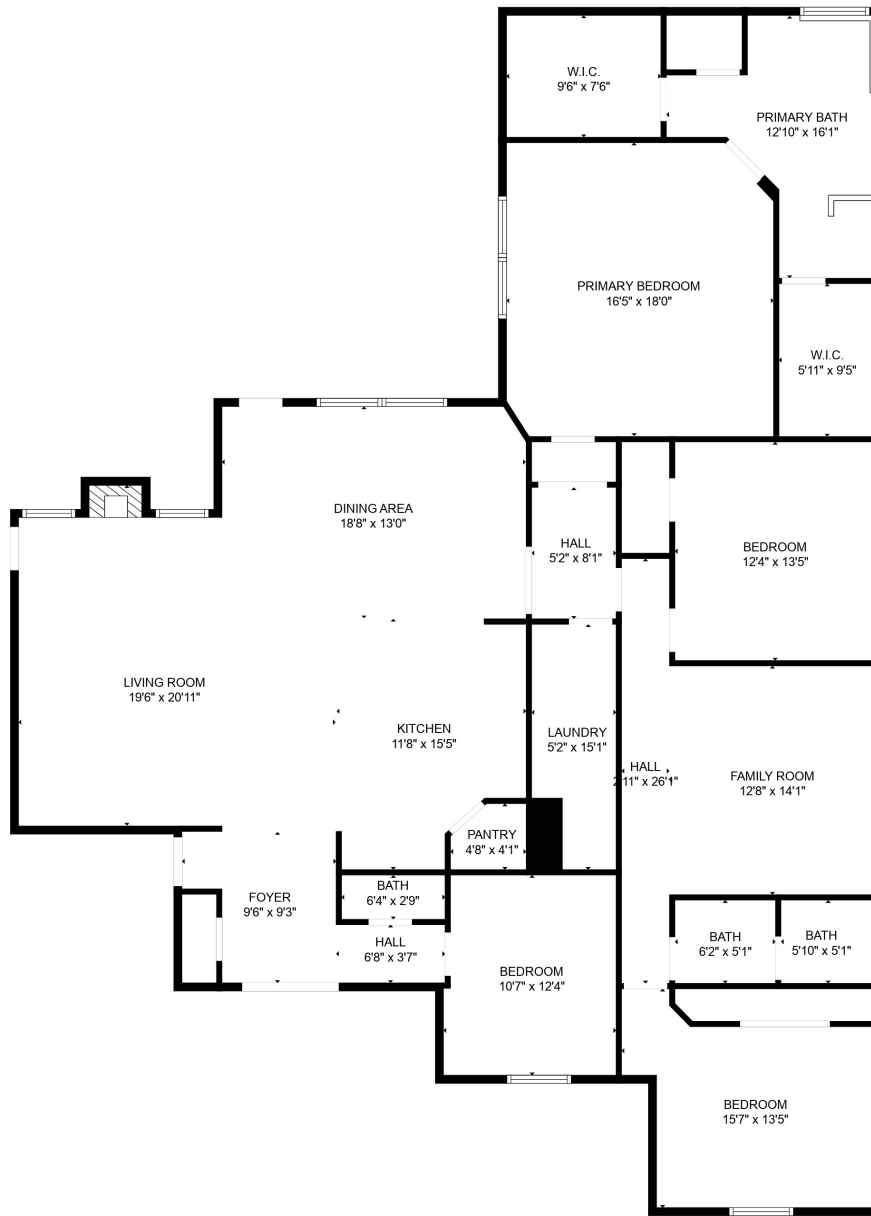 W.I.C.
9'6" x 7'6"
PRIMARY BATH
12'10" x 16'1"
PRIMARY BEDROOM
16'5" x 18'0"
W.I.C.
5'11" x 9'5"
DINING AREA
18'8" x 13'0"
HALL
5'2" x 8'1"
BEDROOM
12'4" x 13'5"
LIVING ROOM
19'6" x 20'11"
KITCHEN
11'8" x 15'5"
LAUNDRY
5'2" x 15'1"
HALL
2'11" x 26'1"
FAMILY ROOM
12'8" x 14'1"
PANTRY
4'8" x 4'1"
FOYER
9'6" x 9'3"
BATH
6'4" x 2'9"
HALL
6'8" x 3'7"
BEDROOM
10'7" x 12'4"
BATH
6'2" x 5'1"
BATH
5'10" x 5'1"
BEDROOM
15'7" x 13'5"